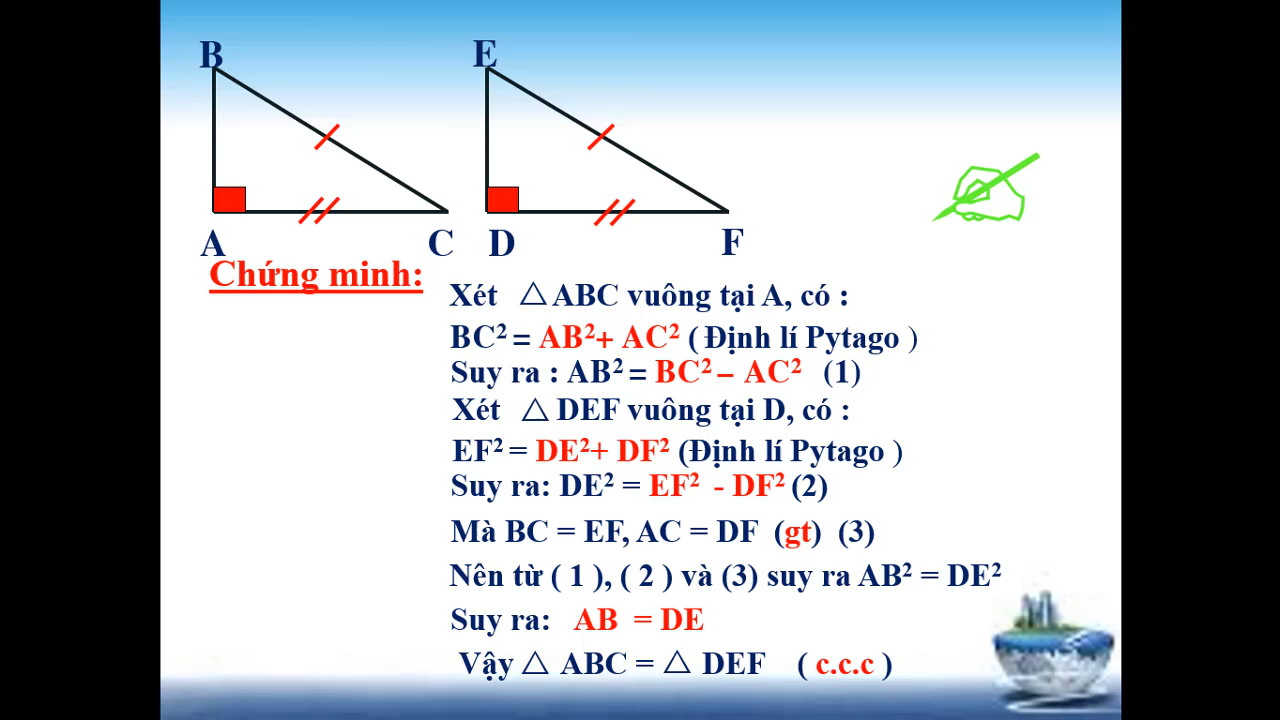 B E
A C D F
Chứng minh:
Xét △ ABC vuông tại A, có :
BC² = AB²+ AC² ( Định lí Pytago )
Suy ra : AB² = BC² – AC² (1)
Xét △ DEF vuông tại D, có :
EF² = DE²+ DF² (Định lí Pytago )
Suy ra: DE² = EF² - DF² (2)
Mà BC = EF, AC = DF (gt) (3)
Nên từ ( 1 ), ( 2 ) và (3) suy ra AB² = DE²
Suy ra: AB = DE
Vậy △ ABC = △ DEF ( c.c.c )